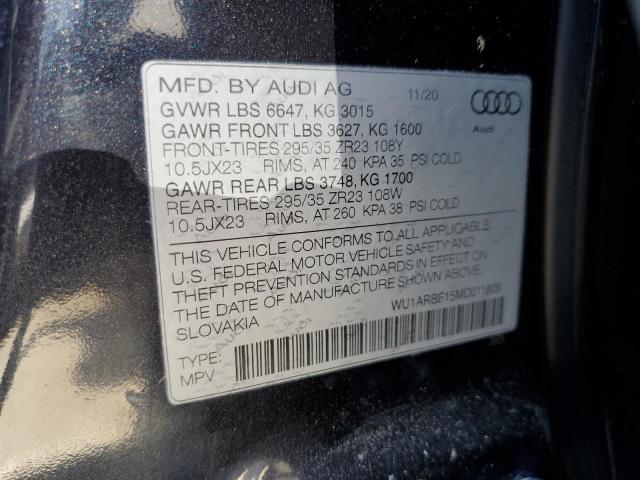 MFD. BY AUDI AG 11/20
GVWR LBS 6647, KG 3015
GAWR FRONT LBS 3627, KG 1600 Audi
FRONT-TIRES 295/35 ZR23 108Y
10.5JX23 RIMS, AT 240 KPA 35 PSI COLD
GAWR REAR LBS 3748, KG 1700
REAR-TIRES 295/35 ZR23 108W
10.5JX23 RIMS, AT 260 KPA 38 PSI COLD
THIS VEHICLE CONFORMS TO ALL APPLICABLE
U.S. FEDERAL MOTOR VEHICLE SAFETY AND
THEFT PREVENTION STANDARDS IN EFFECT ON
THE DATE OF MANUFACTURE SHOWN ABOVE.
SLOVAKIA WU1ARBF15MD011809
TYPE:
MPV